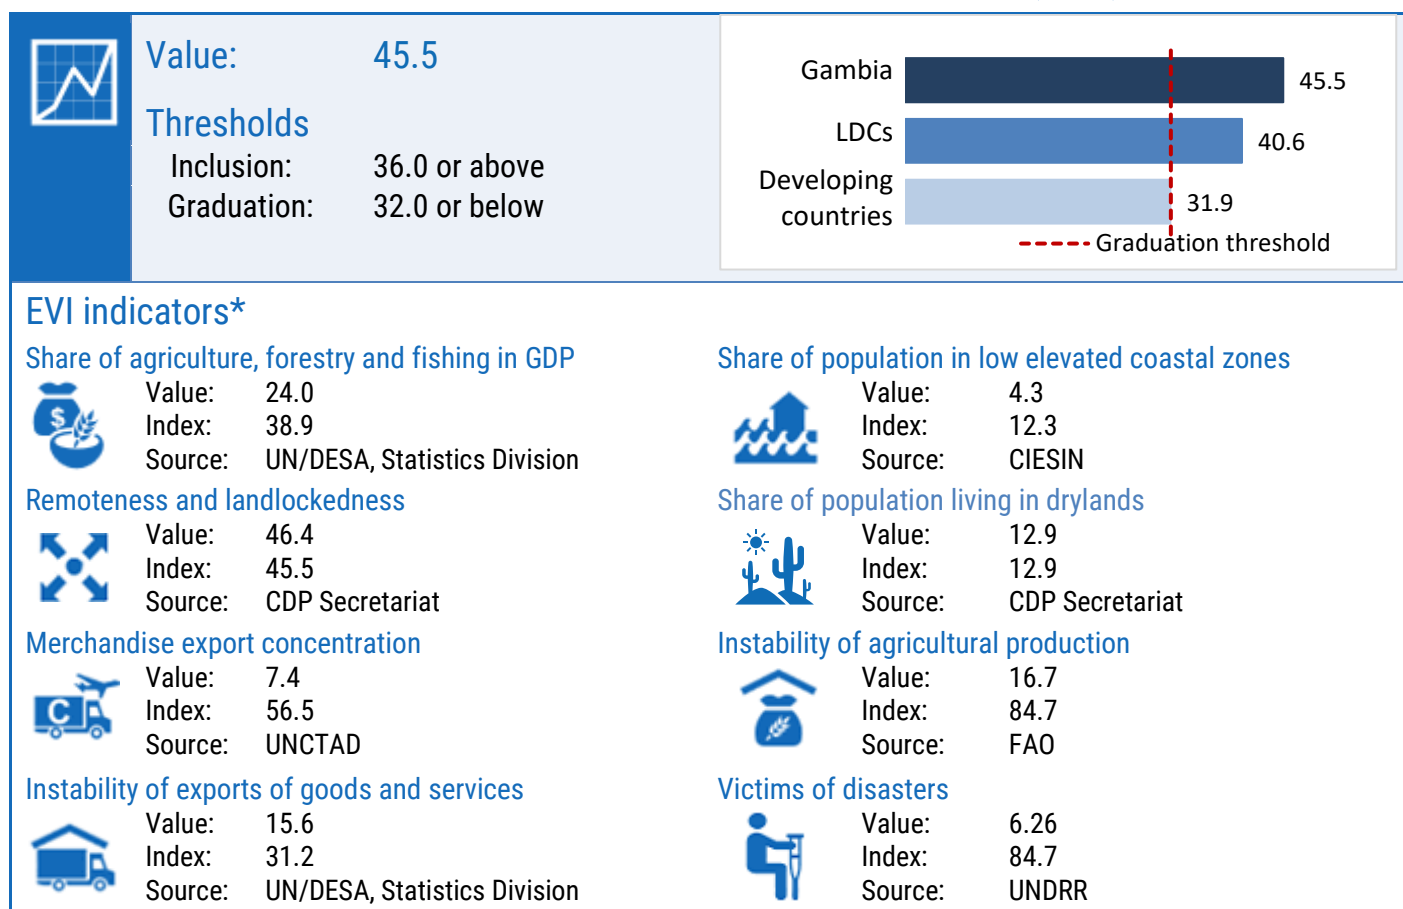 Value: 45.5
Thresholds
Inclusion: 36.0 or above
Graduation: 32.0 or below
Gambia 45.5
LDCs 40.6
Developing
countries 31.9
Graduation threshold
EVI indicators*
Share of agriculture, forestry and fishing in GDP
Value: 24.0
Index: 38.9
Source: UN/DESA, Statistics Division
Share of population in low elevated coastal zones
Value: 4.3
Index: 12.3
Source: CIESIN
Remoteness and landlockedness
Value: 46.4
Index: 45.5
Source: CDP Secretariat
Share of population living in drylands
Value: 12.9
Index: 12.9
Source: CDP Secretariat
Merchandise export concentration
C
Value: 7.4
Index: 56.5
Source: UNCTAD
Instability of agricultural production
Value: 16.7
Index: 84.7
Source: FAO
Instability of exports of goods and services
Value: 15.6
Index: 31.2
Source: UN/DESA, Statistics Division
Victims of disasters
Value: 6.26
Index: 84.7
Source: UNDRR